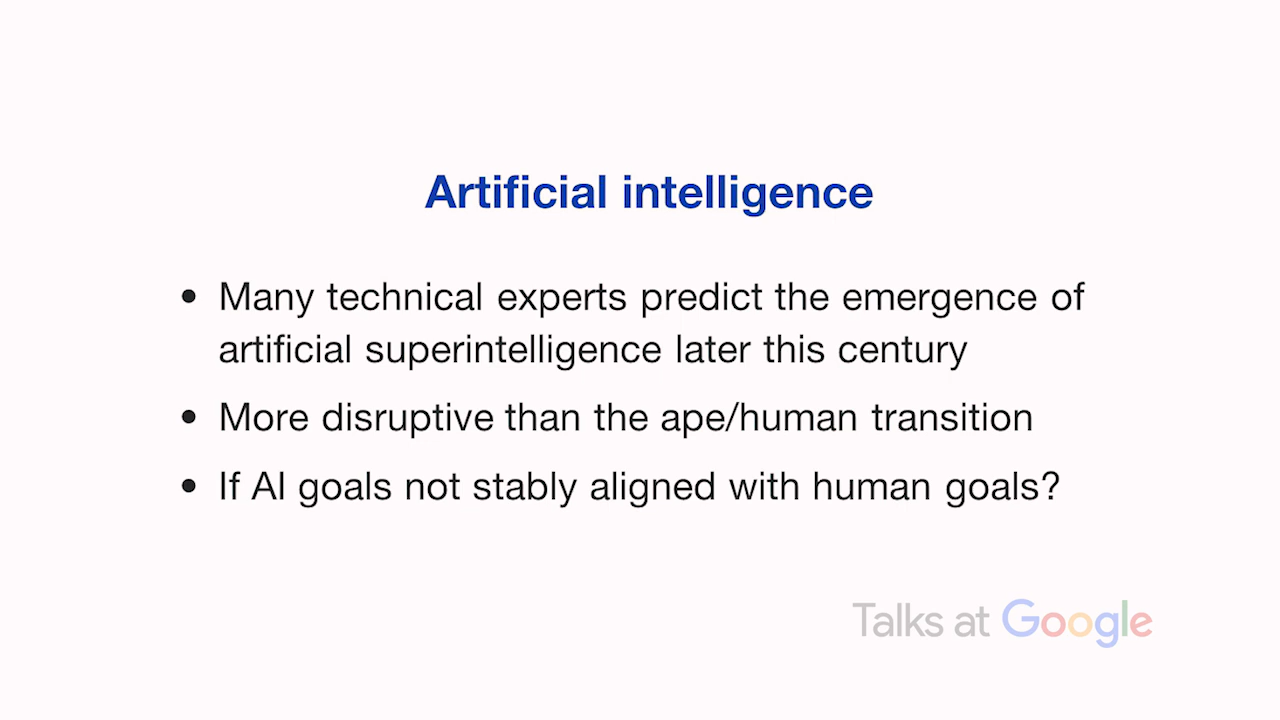 Artificial intelligence
• Many technical experts predict the emergence of
artificial superintelligence later this century
• More disruptive than the ape/human transition
• If AI goals not stably aligned with human goals?
Talks at Google